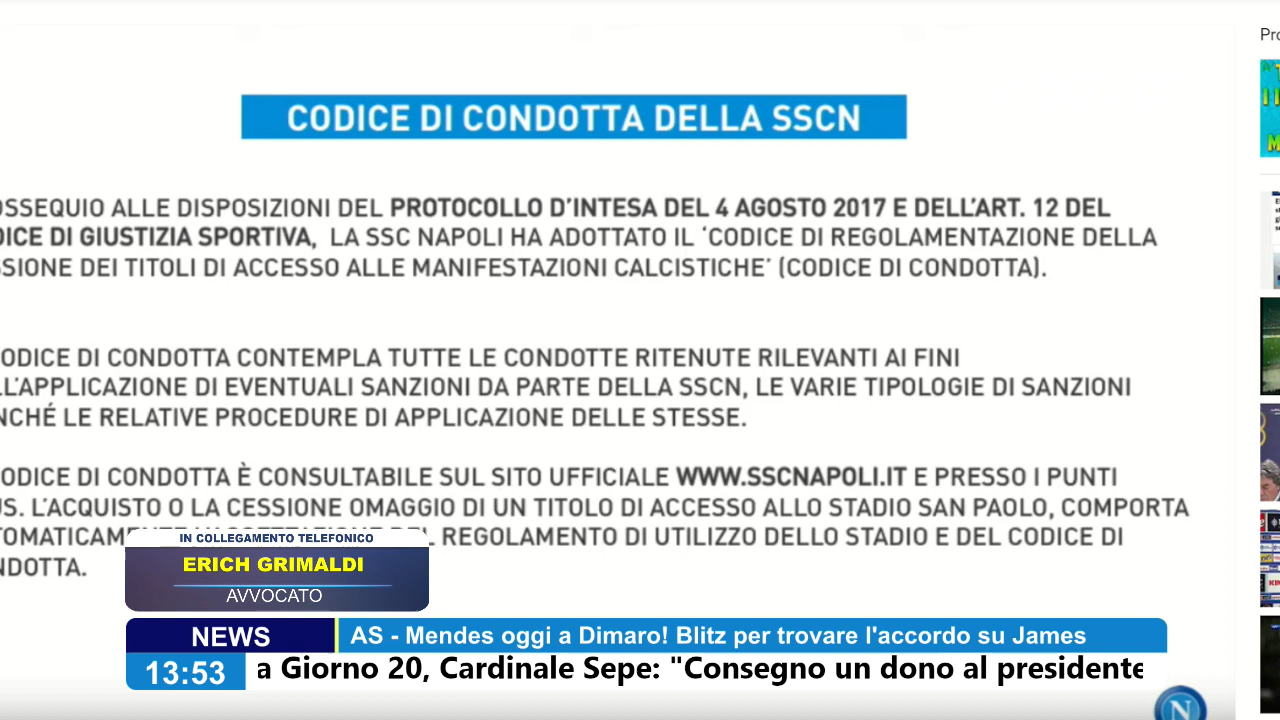 Pro
CODICE DI CONDOTTA DELLA SSCN
OSSEQUIO ALLE DISPOSIZIONI DEL PROTOCOLLO D'INTESA DEL 4 AGOSTO 2017 E DELL'ART. 12 DEL
DICE DI GIUSTIZIA SPORTIVA, LA SSC NAPOLI HA ADOTTATO IL 'CODICE DI REGOLAMENTAZIONE DELLA
SSIONE DEI TITOLI DI ACCESSO ALLE MANIFESTAZIONI CALCISTICHE' (CODICE DI CONDOTTA).
ODICE DI CONDOTTA CONTEMPLA TUTTE LE CONDOTTE RITENUTE RILEVANTI AI FINI
LL'APPLICAZIONE DI EVENTUALI SANZIONI DA PARTE DELLA SSCN, LE VARIE TIPOLOGIE DI SANZIONI
NCHÉ LE RELATIVE PROCEDURE DI APPLICAZIONE DELLE STESSE.
ODICE DI CONDOTTA È CONSULTABILE SUL SITO UFFICIALE WWW.SSCNAPOLI.IT E PRESSO I PUNTI
US. L'ACQUISTO O LA CESSIONE OMAGGIO DI UN TITOLO DI ACCESSO ALLO STADIO SAN PAOLO, COMPORTA
REGOLAMENTO DI UTILIZZO DELLO STADIO E DEL CODICE DI
NDOTTA.
IN COLLEGAMENTO TELEFONICO
ERICH GRIMALDI
AVVOCATO
NEWS AS - Mendes oggi a Dimaro! Blitz per trovare l'accordo su James
13:53 a Giorno 20, Cardinale Sepe: "Consegno un dono al presidente
N